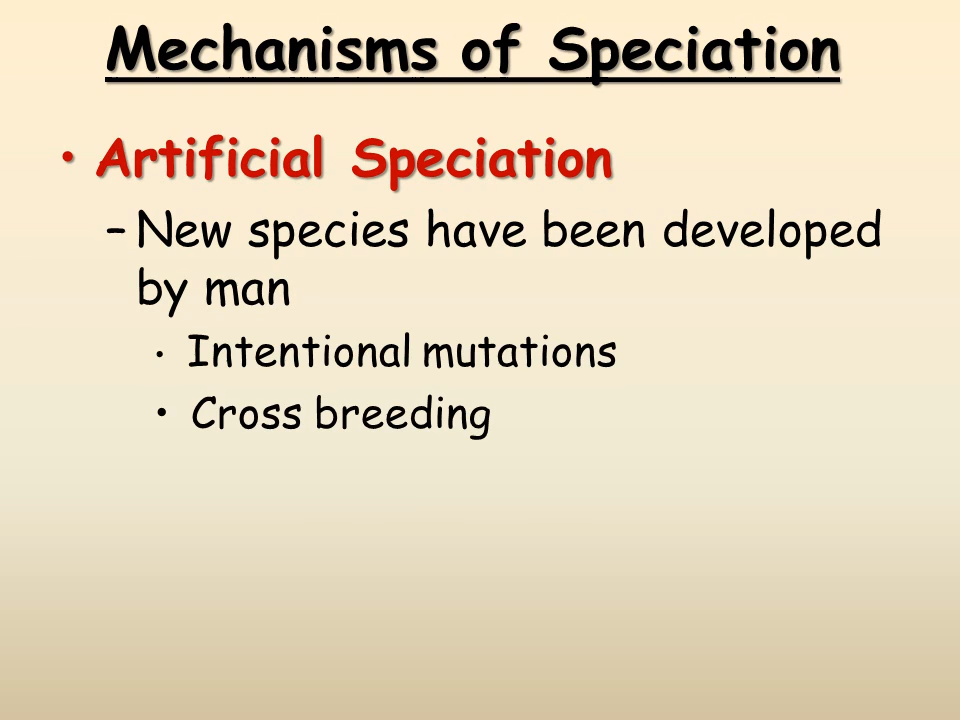 Mechanisms of Speciation
• Artificial Speciation
– New species have been developed
by man
• Intentional mutations
• Cross breeding